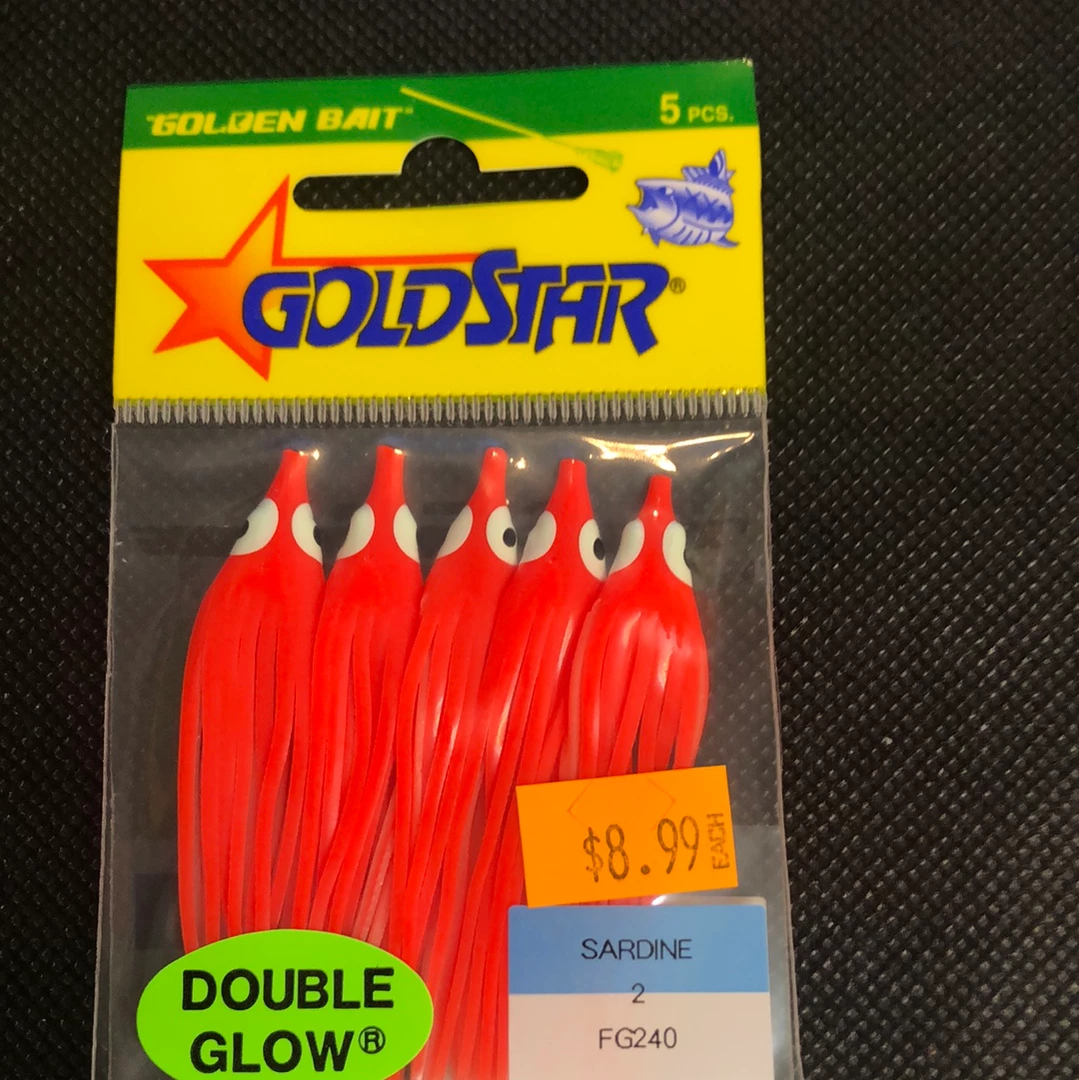 GOLDEN BAIT
5 PCS.
GOLDSTAR®
$8.99 EACH
SARDINE
2
FG240
DOUBLE
GLOW®